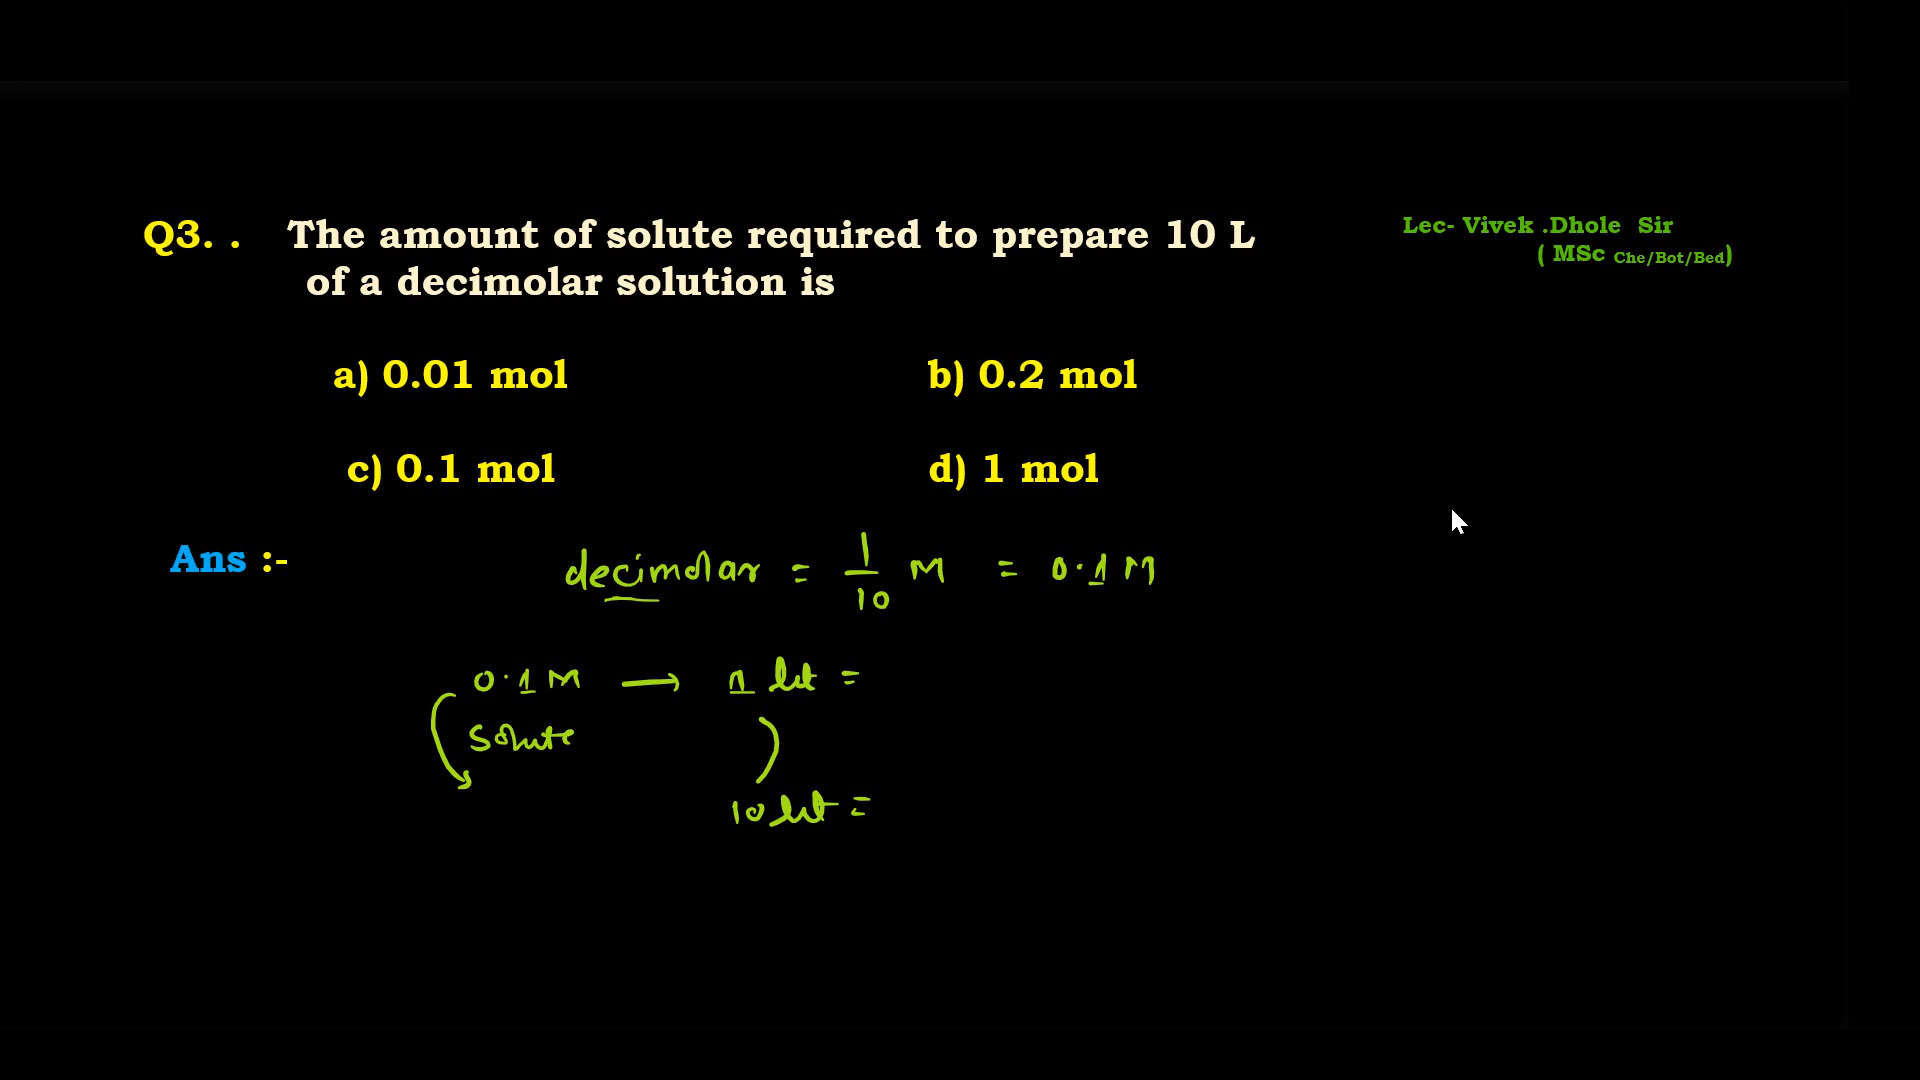 Q3. . The amount of solute required to prepare 10 L
of a decimolar solution is
Lec- Vivek .Dhole Sir
( MSc Che/Bot/Bed)
a) 0.01 mol b) 0.2 mol
c) 0.1 mol d) 1 mol
Ans :-
decimolar = 1/10 M = 0.1 M
0.1 M → 1 lit =
Solute
10 lit =